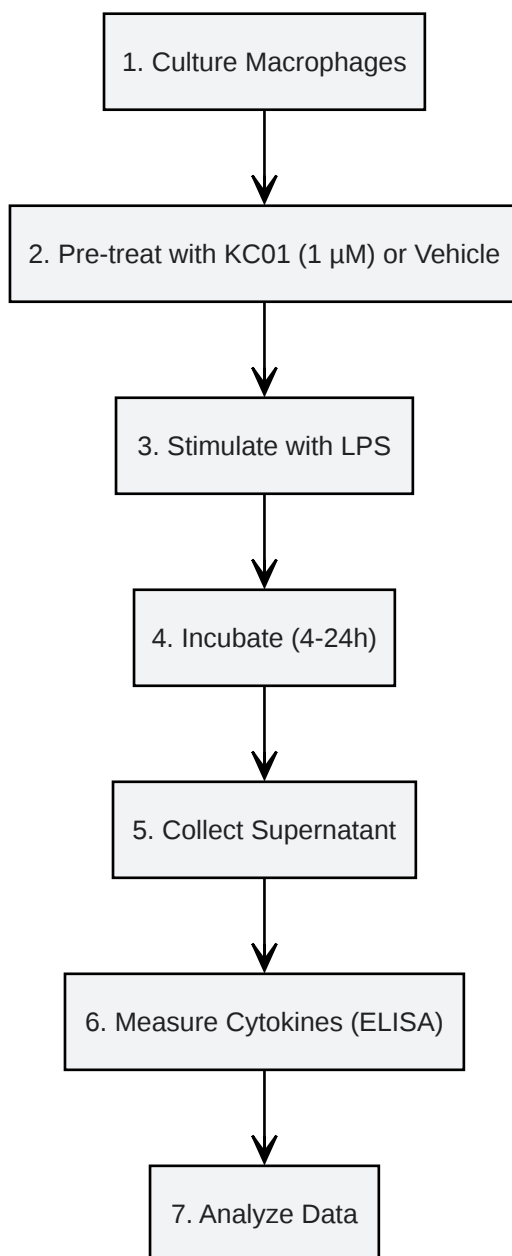 1. Culture Macrophages
2. Pre-treat with KC01 (1 µM) or Vehicle
3. Stimulate with LPS
4. Incubate (4-24h)
5. Collect Supernatant
6. Measure Cytokines (ELISA)
7. Analyze Data